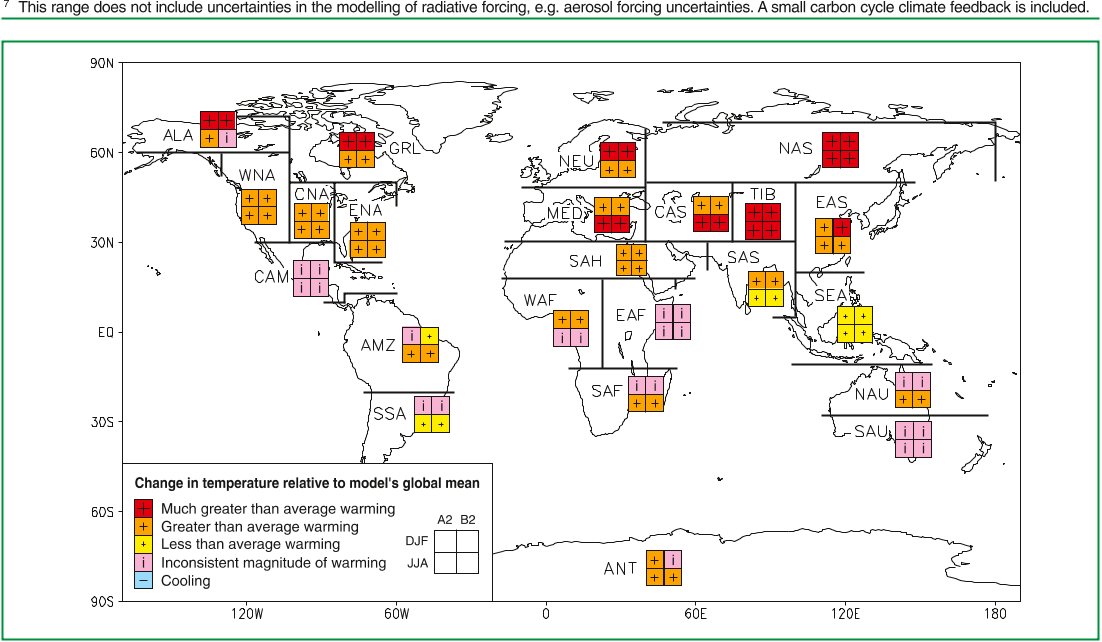 7 This range does not include uncertainties in the modelling of radiative forcing, e.g. aerosol forcing uncertainties. A small carbon cycle climate feedback is included.
90N
60N
30N
EQ
30S
60S
90S
ALA
GRL
NAS
NEU
WNA
CNA
ENA
MED
CAS
TIB
EAS
CAM
SAH
SAS
WAF
EAF
SEA
AMZ
SAF
NAU
SSA
SAU
ANT
Change in temperature relative to model's global mean
+ Much greater than average warming
+ Greater than average warming
+ Less than average warming
i Inconsistent magnitude of warming
− Cooling
A2 B2
DJF
JJA
120W 60W 0 60E 120E 180